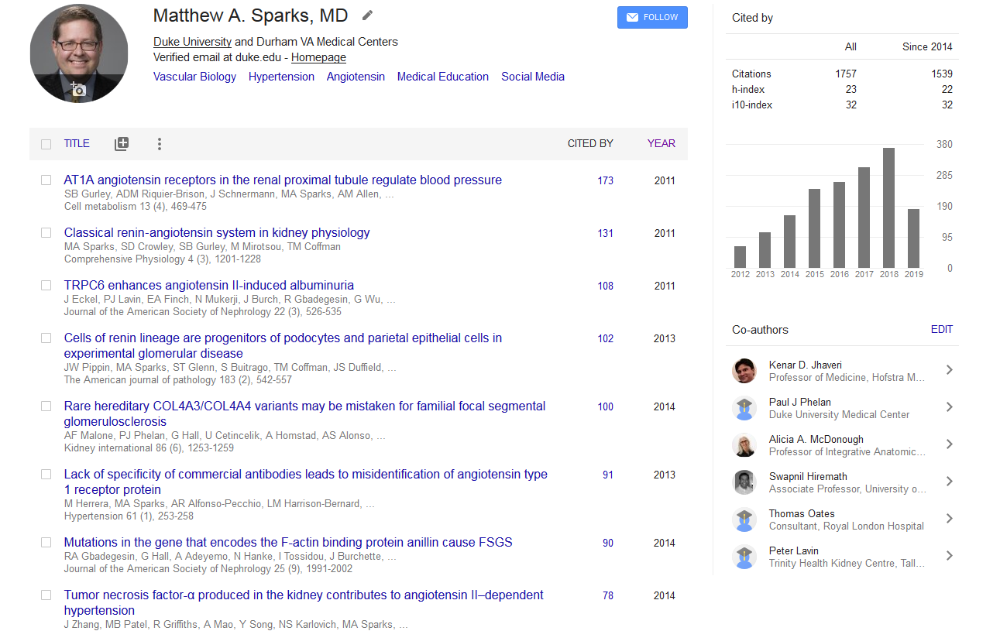 Matthew A. Sparks, MD
FOLLOW
Duke University and Durham VA Medical Centers
Verified email at duke.edu - Homepage
Vascular Biology Hypertension Angiotensin Medical Education Social Media
TITLE CITED BY YEAR
AT1A angiotensin receptors in the renal proximal tubule regulate blood pressure 173 2011
SB Gurley, ADM Riquier-Brison, J Schnermann, MA Sparks, AM Allen, ...
Cell metabolism 13 (4), 469-475
Classical renin-angiotensin system in kidney physiology 131 2011
MA Sparks, SD Crowley, SB Gurley, M Mirotsou, TM Coffman
Comprehensive Physiology 4 (3), 1201-1228
TRPC6 enhances angiotensin II-induced albuminuria 108 2011
J Eckel, PJ Lavin, EA Finch, N Mukerji, J Burch, R Gbadegesin, G Wu, ...
Journal of the American Society of Nephrology 22 (3), 526-535
Cells of renin lineage are progenitors of podocytes and parietal epithelial cells in 102 2013
experimental glomerular disease
JW Pippin, MA Sparks, ST Glenn, S Buitrago, TM Coffman, JS Duffield, ...
The American journal of pathology 183 (2), 542-557
Rare hereditary COL4A3/COL4A4 variants may be mistaken for familial focal segmental 100 2014
glomerulosclerosis
AF Malone, PJ Phelan, G Hall, U Cetincelik, A Homstad, AS Alonso, ...
Kidney international 86 (6), 1253-1259
Lack of specificity of commercial antibodies leads to misidentification of angiotensin type 91 2013
1 receptor protein
M Herrera, MA Sparks, AR Alfonso-Pecchio, LM Harrison-Bernard, ...
Hypertension 61 (1), 253-258
Mutations in the gene that encodes the F-actin binding protein anillin cause FSGS 90 2014
RA Gbadegesin, G Hall, A Adeyemo, N Hanke, I Tossidou, J Burchette, ...
Journal of the American Society of Nephrology 25 (9), 1991-2002
Tumor necrosis factor-α produced in the kidney contributes to angiotensin II–dependent 78 2014
hypertension
J Zhang, MB Patel, R Griffiths, A Mao, Y Song, NS Karlovich, MA Sparks, ...
Cited by
All Since 2014
Citations 1757 1539
h-index 23 22
i10-index 32 32
380
285
190
95
0
2012 2013 2014 2015 2016 2017 2018 2019
Co-authors EDIT
Kenar D. Jhaveri
Professor of Medicine, Hofstra M...
Paul J Phelan
Duke University Medical Center
Alicia A. McDonough
Professor of Integrative Anatomic...
Swapnil Hiremath
Associate Professor, University o...
Thomas Oates
Consultant, Royal London Hospital
Peter Lavin
Trinity Health Kidney Centre, Tall...